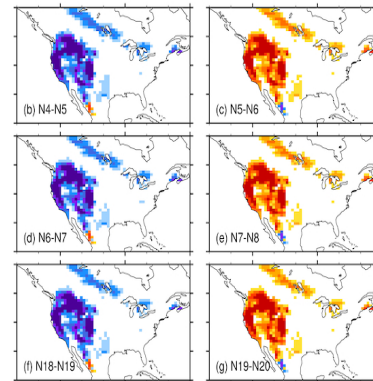 (b) N4-N5
(c) N5-N6
(d) N6-N7
(e) N7-N8
(f) N18-N19
(g) N19-N20